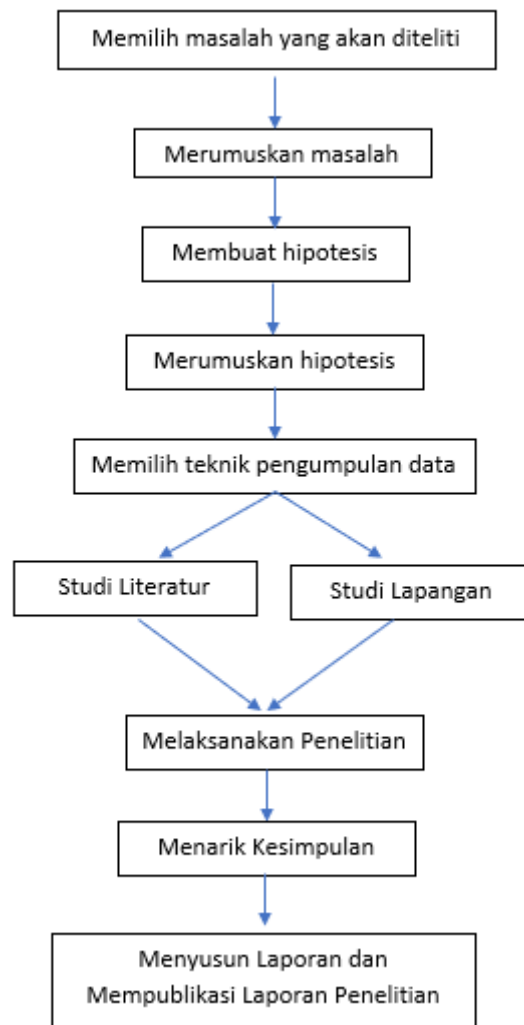 Memilih masalah yang akan diteliti
Merumuskan masalah
Membuat hipotesis
Merumuskan hipotesis
Memilih teknik pengumpulan data
Studi Literatur
Studi Lapangan
Melaksanakan Penelitian
Menarik Kesimpulan
Menyusun Laporan dan
Mempublikasi Laporan Penelitian